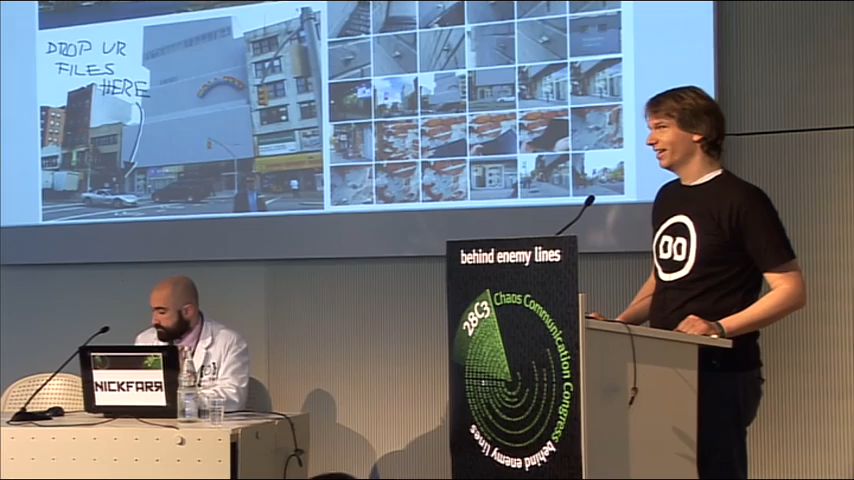 DROP UR
FILES
HERE
behind enemy lines
28C3
Chaos Communication Congress
behind enemy lines
NICKFARR